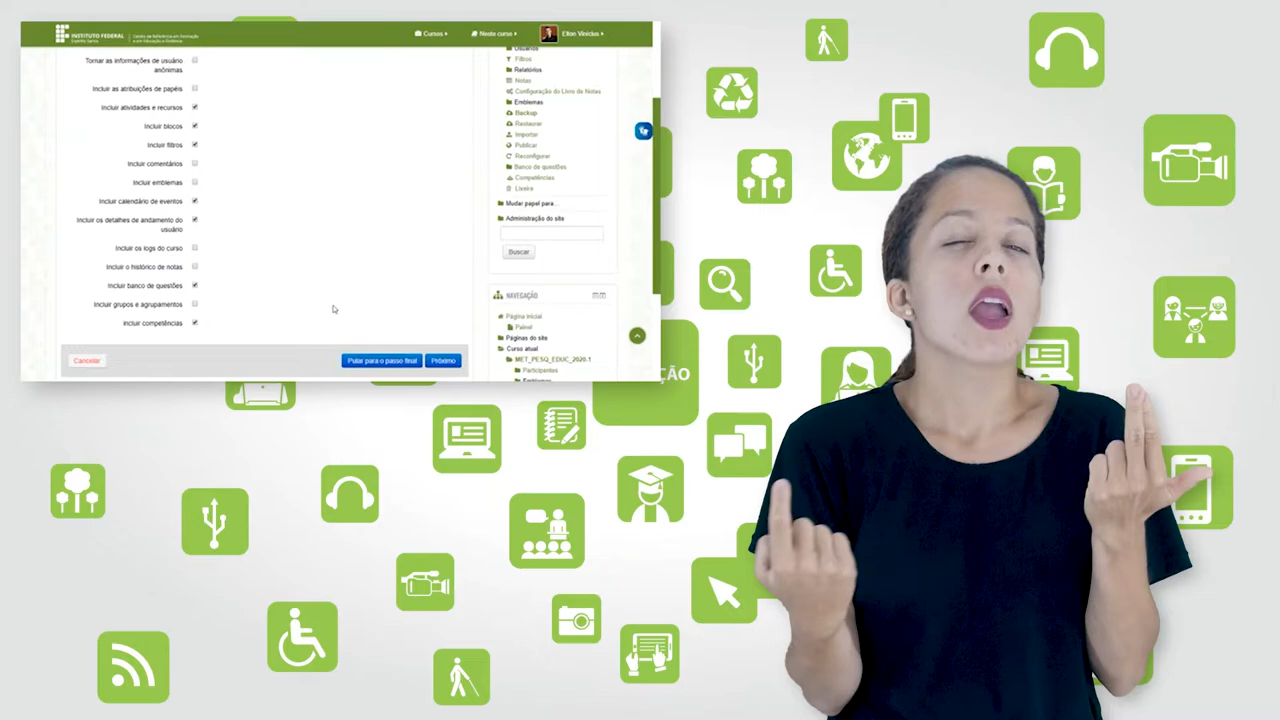 INSTITUTO FEDERAL
Espírito Santo
Centro de Referência em Formação
e em Educação a Distância
Cursos
Neste curso
Elton Vinicius
Tornar as informações de usuário
anônimas
Incluir as atribuições de papéis
Incluir atividades e recursos
Incluir blocos
Incluir filtros
Incluir comentários
Incluir emblemas
Incluir calendário de eventos
Incluir os detalhes de andamento do
usuário
Incluir os logs do curso
Incluir o histórico de notas
Incluir banco de questões
Incluir grupos e agrupamentos
Incluir competências
Cancelar
Pular para o passo final
Próximo
Usuários
Filtros
Relatórios
Notas
Configuração do Livro de Notas
Emblemas
Backup
Restaurar
Importar
Publicar
Reconfigurar
Banco de questões
Competências
Lixeira
Mudar papel para...
Administração do site
Buscar
NAVEGAÇÃO
Página inicial
Painel
Páginas do site
Curso atual
MET_PESQ_EDUC_2020-1
Participantes
Emblemas
ÇÃO